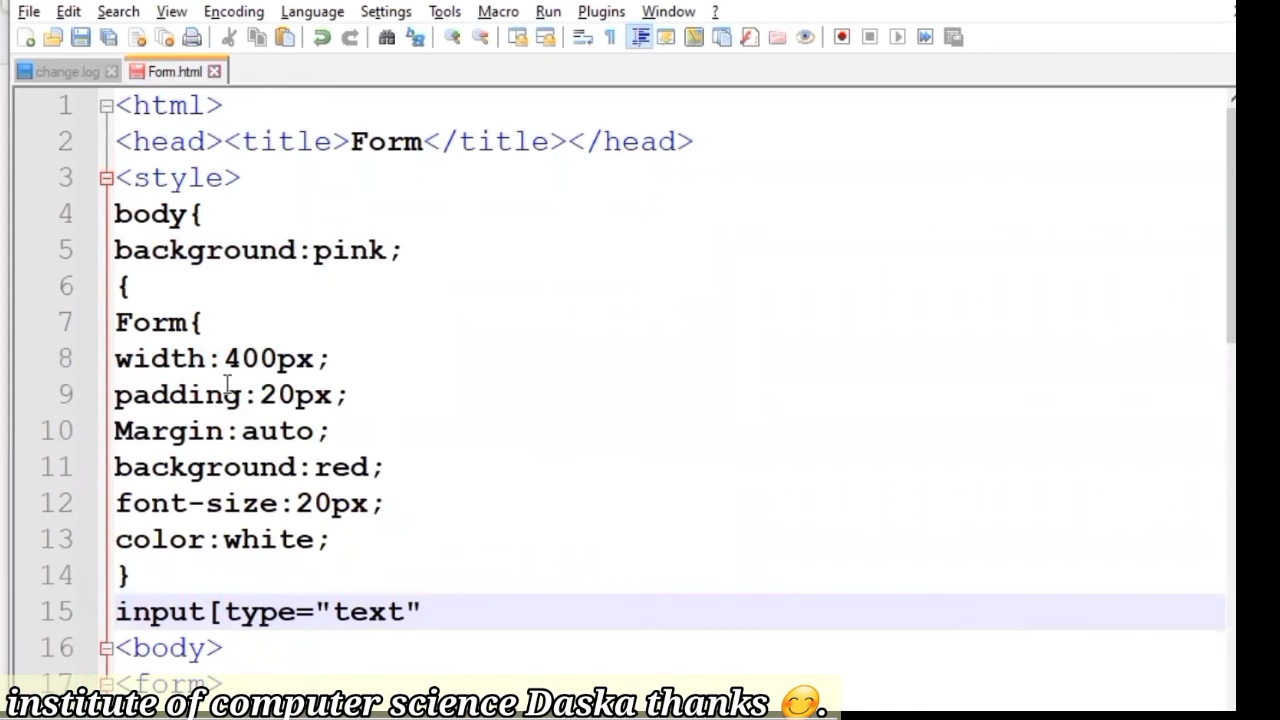 File Edit Search View Encoding Language Settings Tools Macro Run Plugins Window ?
change.log Form.html
1 <html>
2 <head><title>Form</title></head>
3 <style>
4 body{
5 background:pink;
6 {
7 Form{
8 width:400px;
9 padding:20px;
10 Margin:auto;
11 background:red;
12 font-size:20px;
13 color:white;
14 }
15 input[type="text"
16 <body>
17 <form>
institute of computer science Daska thanks 😊.